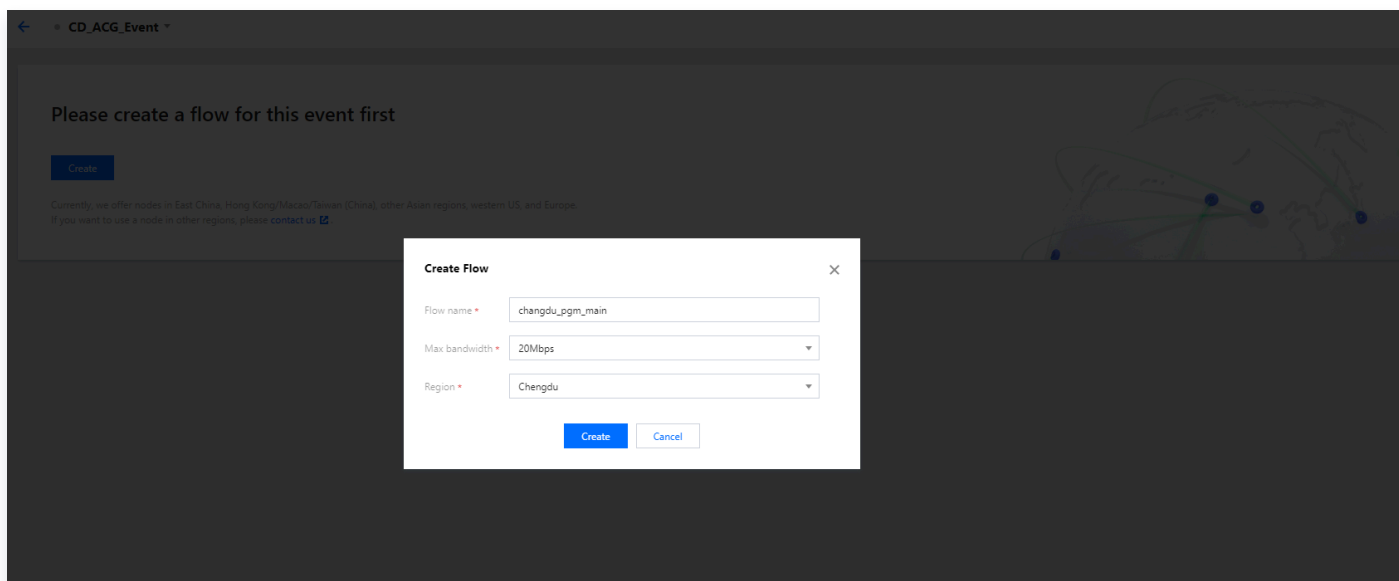 CD_ACG_Event
Please create a flow for this event first
Create
Currently, we offer nodes in East China, Hong Kong/Macao/Taiwan (China), other Asian regions, western US, and Europe
If you want to use a node in other regions, please contact us
Create Flow
Flow name * changdu_pgm_main
Max bandwidth * 20Mbps
Region * Chengdu
Create Cancel